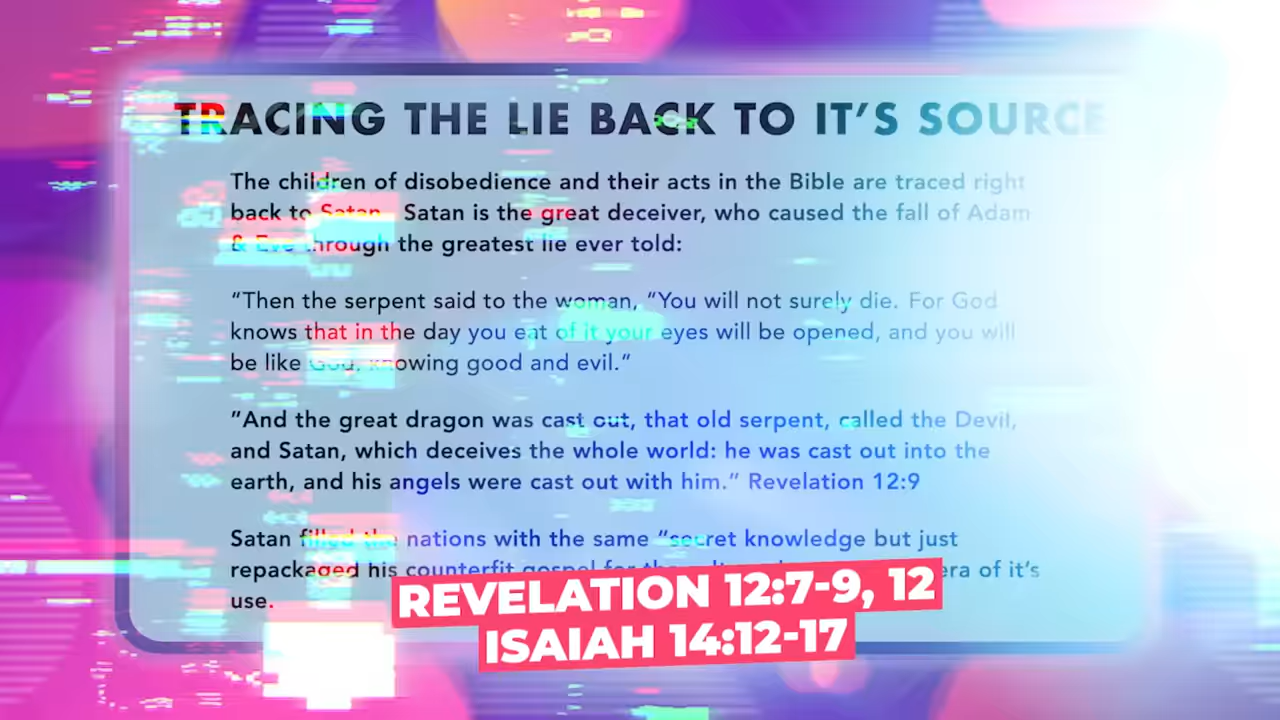 TRACING THE LIE BACK TO IT’S SOURCE
The children of disobedience and their acts in the Bible are traced right
back to Satan. Satan is the great deceiver, who caused the fall of Adam
& Eve through the greatest lie ever told:
“Then the serpent said to the woman, “You will not surely die. For God
knows that in the day you eat of it your eyes will be opened, and you will
be like God, knowing good and evil.”
”And the great dragon was cast out, that old serpent, called the Devil,
and Satan, which deceives the whole world: he was cast out into the
earth, and his angels were cast out with him.” Revelation 12:9
Satan filled the nations with the same “secret knowledge but just
repackaged his counterfit gospel for the era of it’s
use.
REVELATION 12:7-9, 12
ISAIAH 14:12-17